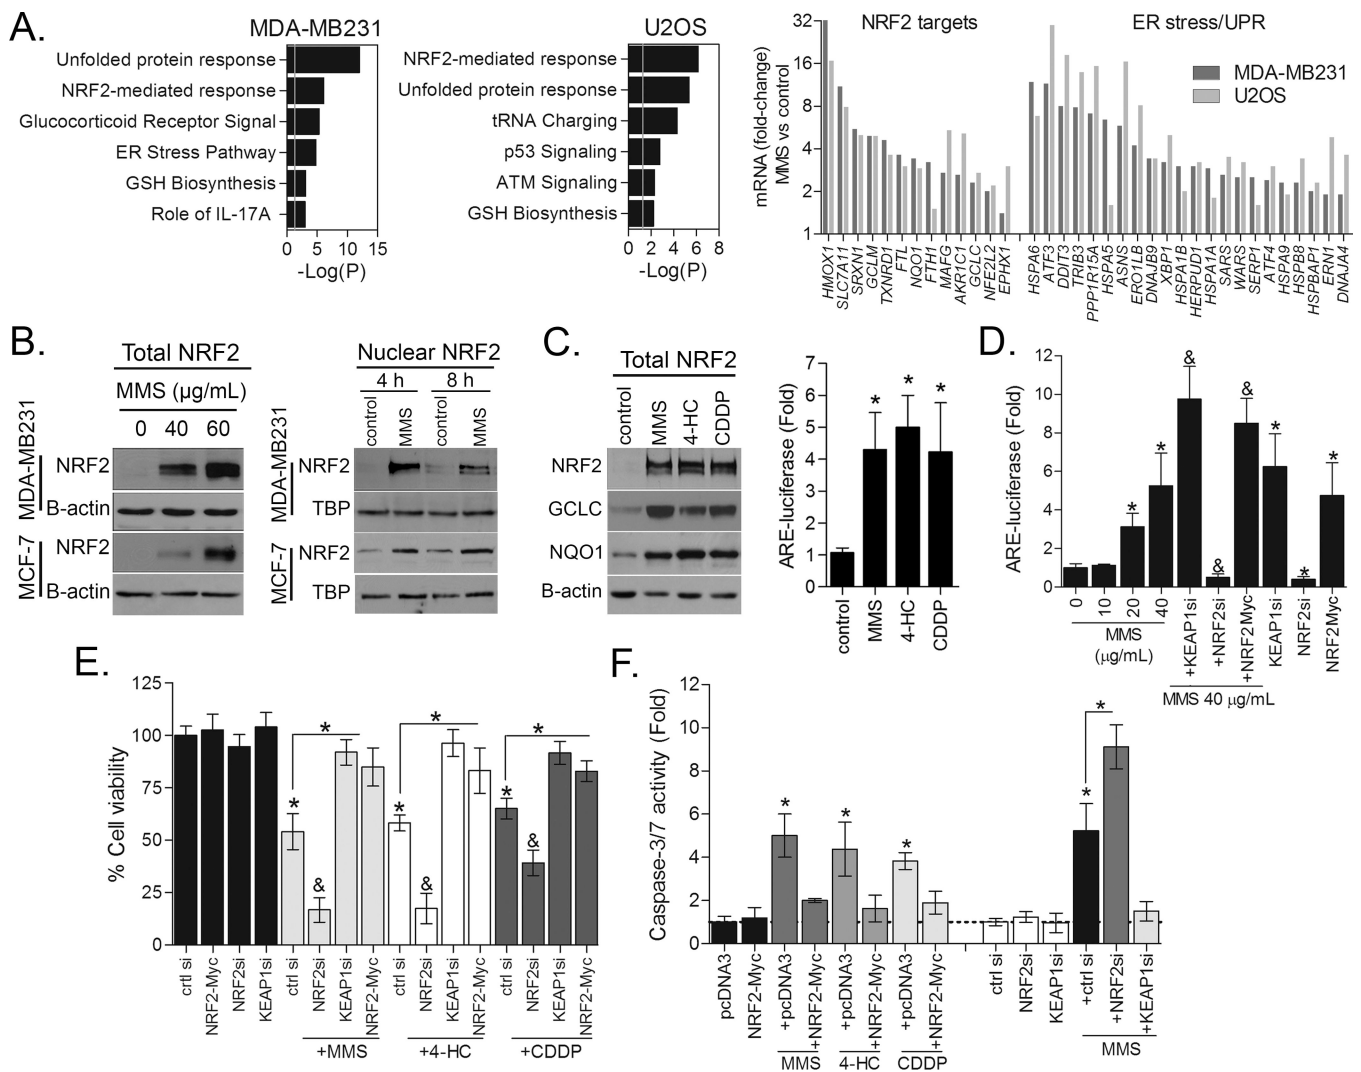 A.
MDA-MB231
Unfolded protein response
NRF2-mediated response
Glucocorticoid Receptor Signal
ER Stress Pathway
GSH Biosynthesis
Role of IL-17A
0 5 10 15
-Log(P)
U2OS
NRF2-mediated response
Unfolded protein response
tRNA Charging
p53 Signaling
ATM Signaling
GSH Biosynthesis
0 2 4 6 8
-Log(P)
NRF2 targets
ER stress/UPR
MDA-MB231
U2OS
mRNA (fold-change)
MMS vs control
32
16
8
4
2
1
HMOX1
SLC7A11
SRXN1
GCLM
TXNRD1
FTL
NQO1
FTH1
MAFG
AKR1C1
GCLC
NFE2L2
EPHX1
HSPA6
ATF3
DDIT3
TRIB3
PPP1R15A
HSPA5
ASNS
ERO1LB
DNAJB9
XBP1
HSPA1B
HERPUD1
HSPA1A
SARS
WARS
SERP1
ATF4
HSPA9
HSPB8
HSPBAP1
ERN1
DNAJA4
B.
Total NRF2
MMS (µg/mL)
0 40 60
MDA-MB231
NRF2
B-actin
MCF-7
NRF2
B-actin
Nuclear NRF2
4 h 8 h
control MMS control MMS
MDA-MB231
NRF2
TBP
MCF-7
NRF2
TBP
C.
Total NRF2
control MMS 4-HC CDDP
NRF2
GCLC
NQO1
B-actin
ARE-luciferase (Fold)
7
6
5
4
3
2
1
0
* * *
control MMS 4-HC CDDP
D.
ARE-luciferase (Fold)
12
10
8
6
4
2
0
* * & & & * * *
0 10 20 40 +KEAP1si +NRF2si +NRF2Myc KEAP1si NRF2si NRF2Myc
MMS
(µg/mL)
MMS 40 µg/mL
E.
% Cell viability
125
100
75
50
25
0
* * *
* & * & * &
ctrl si NRF2-Myc NRF2si KEAP1si ctrl si NRF2si KEAP1si NRF2-Myc ctrl si NRF2si KEAP1si NRF2-Myc ctrl si NRF2si KEAP1si NRF2-Myc
+MMS +4-HC +CDDP
F.
Caspase-3/7 activity (Fold)
12
10
8
6
4
2
0
* * * * *
pcDNA3 NRF2-Myc +pcDNA3 +NRF2-Myc +pcDNA3 +NRF2-Myc +pcDNA3 +NRF2-Myc ctrl si NRF2si KEAP1si +ctrl si +NRF2si +KEAP1si
MMS 4-HC CDDP MMS